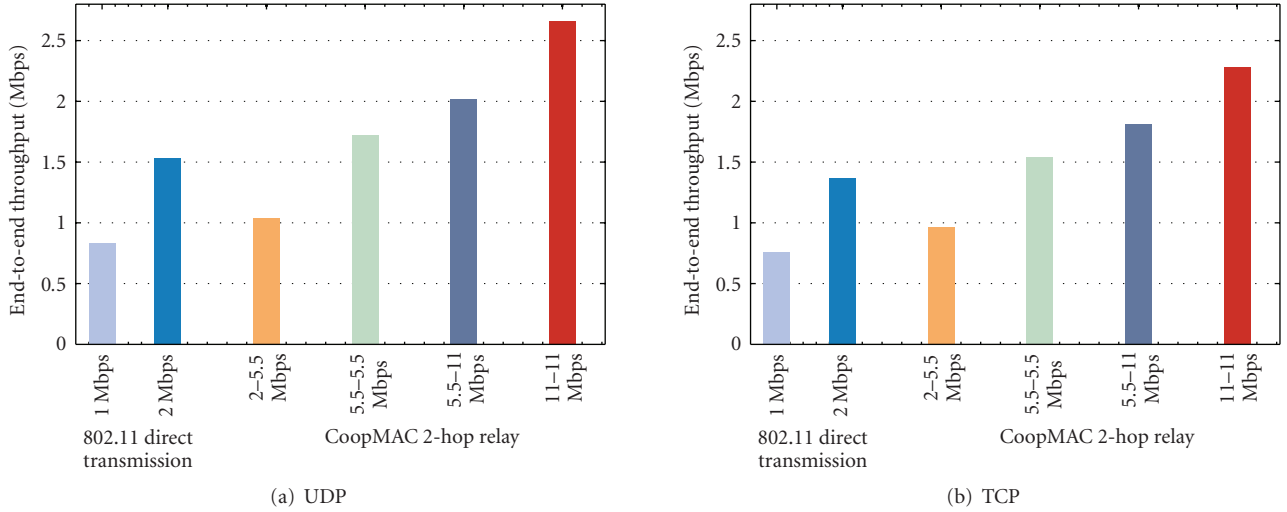 End-to-end throughput (Mbps)
2.5
2
1.5
1
0.5
0
1 Mbps
2 Mbps
2–5.5
Mbps
5.5–5.5
Mbps
5.5–11
Mbps
11–11
Mbps
802.11 direct
transmission
CoopMAC 2-hop relay
(a) UDP
End-to-end throughput (Mbps)
2.5
2
1.5
1
0.5
0
1 Mbps
2 Mbps
2–5.5
Mbps
5.5–5.5
Mbps
5.5–11
Mbps
11–11
Mbps
802.11 direct
transmission
CoopMAC 2-hop relay
(b) TCP